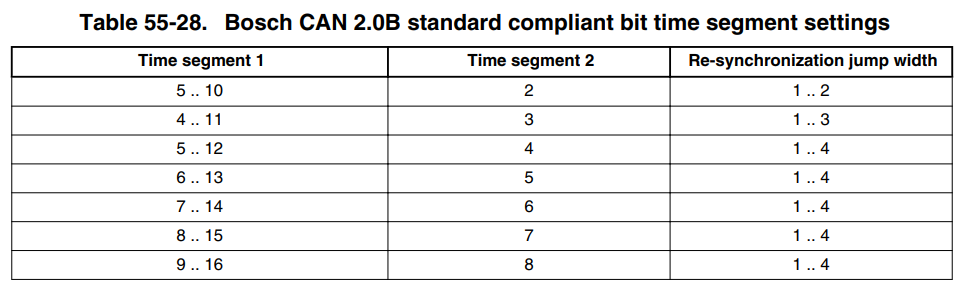 Table 55-28. Bosch CAN 2.0B standard compliant bit time segment settings
Time segment 1 Time segment 2 Re-synchronization jump width
5 .. 10 2 1 .. 2
4 .. 11 3 1 .. 3
5 .. 12 4 1 .. 4
6 .. 13 5 1 .. 4
7 .. 14 6 1 .. 4
8 .. 15 7 1 .. 4
9 .. 16 8 1 .. 4